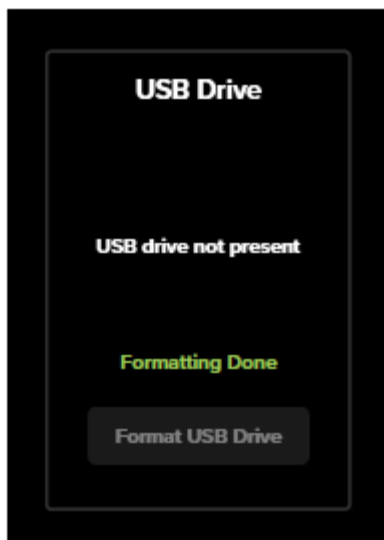 USB Drive
USB drive not present
Formatting Done
Format USB Drive